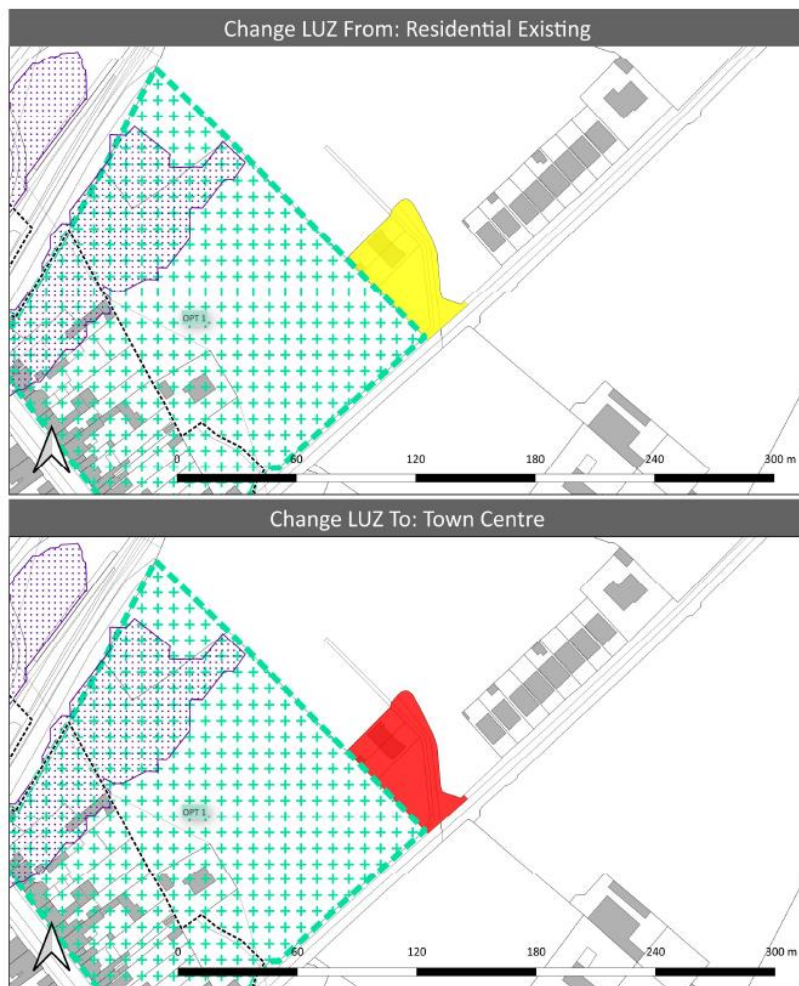 Change LUZ From: Residential Existing
OPT 1
0 60 120 180 240 300 m
Change LUZ To: Town Centre
OPT 1
0 60 120 180 240 300 m